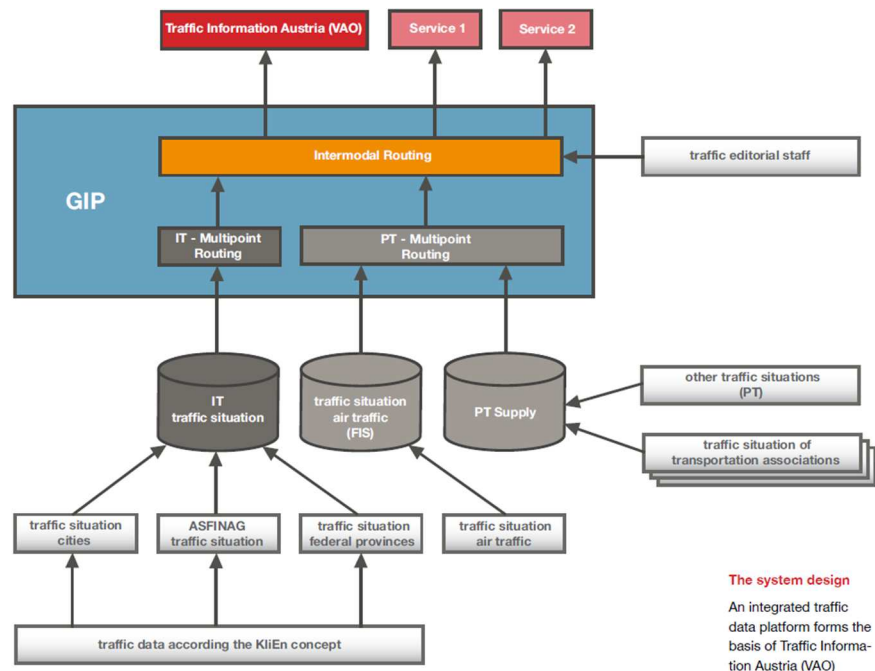 Traffic Information Austria (VAO)
Service 1
Service 2
Intermodal Routing
traffic editorial staff
GIP
IT - Multipoint
Routing
PT - Multipoint
Routing
IT
traffic situation
traffic situation
air traffic
(FIS)
PT Supply
other traffic situations
(PT)
traffic situation of
transportation associations
traffic situation
cities
ASFINAG
traffic situation
traffic situation
federal provinces
traffic situation
air traffic
traffic data according the KliEn concept
The system design
An integrated traffic
data platform forms the
basis of Traffic Informa-
tion Austria (VAO)